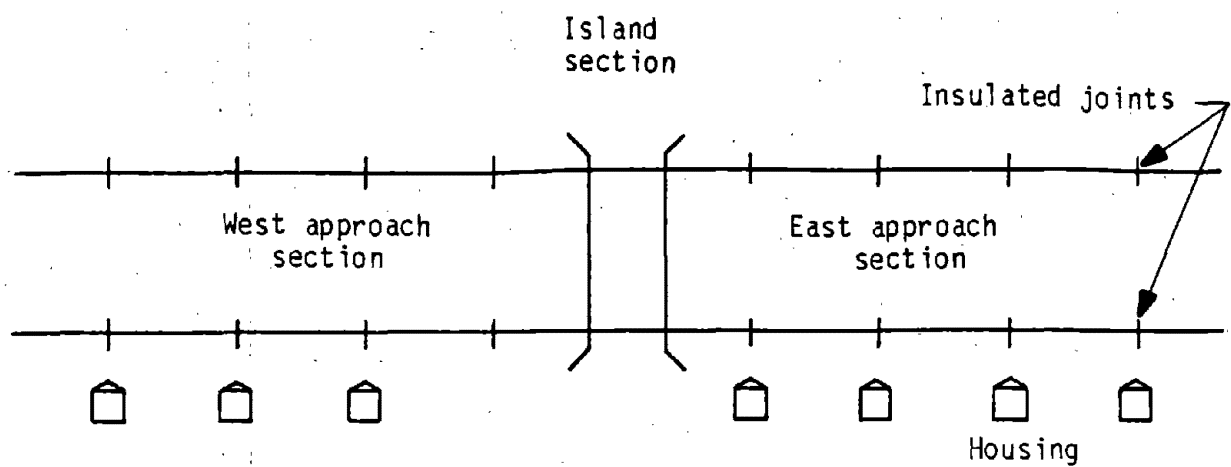 Island
section
Insulated joints
West approach
section
East approach
section
Housing